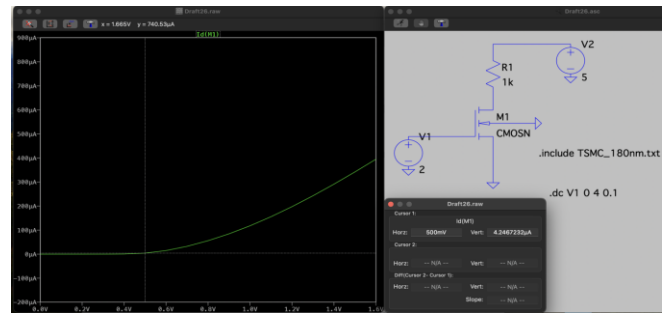 Draft26.raw
x = 1.665V y = 740.53µA
Id(M1)
900µA
800µA
700µA
600µA
500µA
400µA
300µA
200µA
100µA
0µA
-100µA
-200µA
0.0V 0.2V 0.4V 0.6V 0.8V 1.0V 1.2V 1.4V 1.6V
Draft26.asc
V2
R1
1k
5
M1
V1
CMOSN
2
.include TSMC_180nm.txt
.dc V1 0 4 0.1
Draft26.raw
Cursor 1:
Id(M1)
Horz: 500mV Vert: 4.2467232µA
Cursor 2:
Horz: -- N/A -- Vert: -- N/A --
Diff(Cursor 2 - Cursor 1):
Horz: -- N/A -- Vert: -- N/A --
Slope: -- N/A --